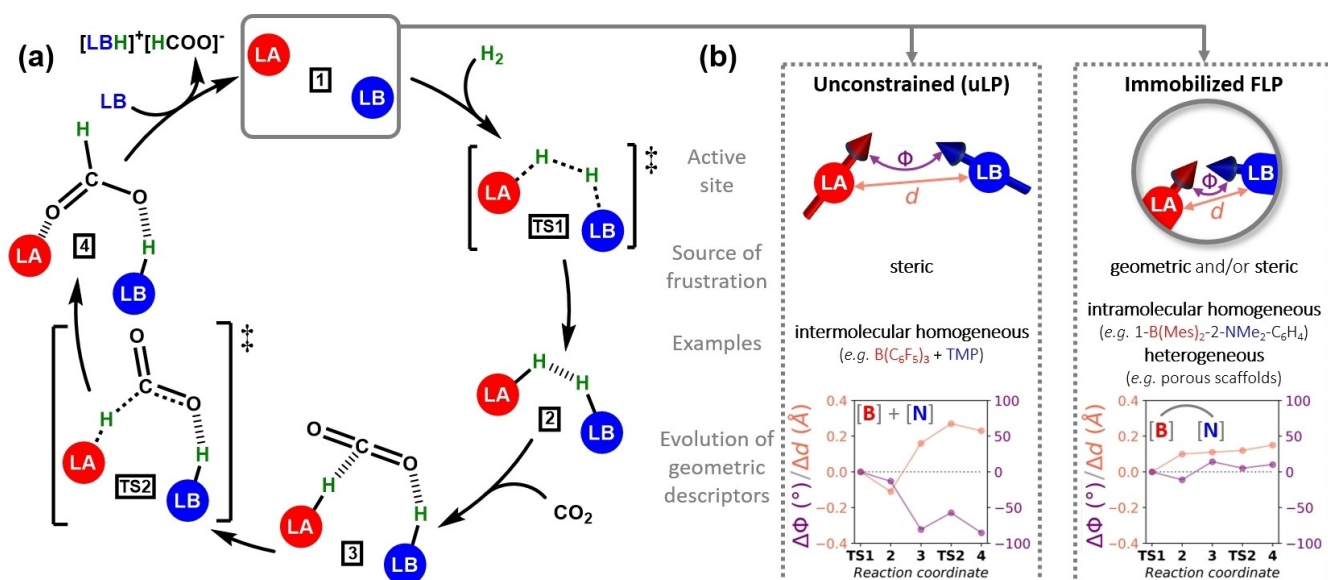 (a)
[LBH]⁺[HCOO]⁻
LB
LA
1
LB
H₂
H
C
O
O
H
LA
4
LB
‡
H
H
LA
TS1
LB
‡
O
C
O
H
H
LA
TS2
LB
O
C
O
H
H
LA
3
LB
H
H
LA
2
LB
CO₂
(b)
Unconstrained (uLP)
Immobilized FLP
Active
site
LA
Φ
d
LB
LA
Φ
d
LB
Source of
frustration
steric
geometric and/or steric
Examples
intermolecular homogeneous
(e.g. B(C₆F₅)₃ + TMP)
intramolecular homogeneous
(e.g. 1-B(Mes)₂-2-NMe₂-C₆H₄)
heterogeneous
(e.g. porous scaffolds)
Evolution of
geometric
descriptors
ΔΦ (°) / Δd (Å)
0.4
0.2
0.0
−0.2
−0.4
[B] + [N]
100
50
0
−50
−100
TS1 2 3 TS2 4
Reaction coordinate
ΔΦ (°) / Δd (Å)
0.4
0.2
0.0
−0.2
−0.4
[B] [N]
100
50
0
−50
−100
TS1 2 3 TS2 4
Reaction coordinate